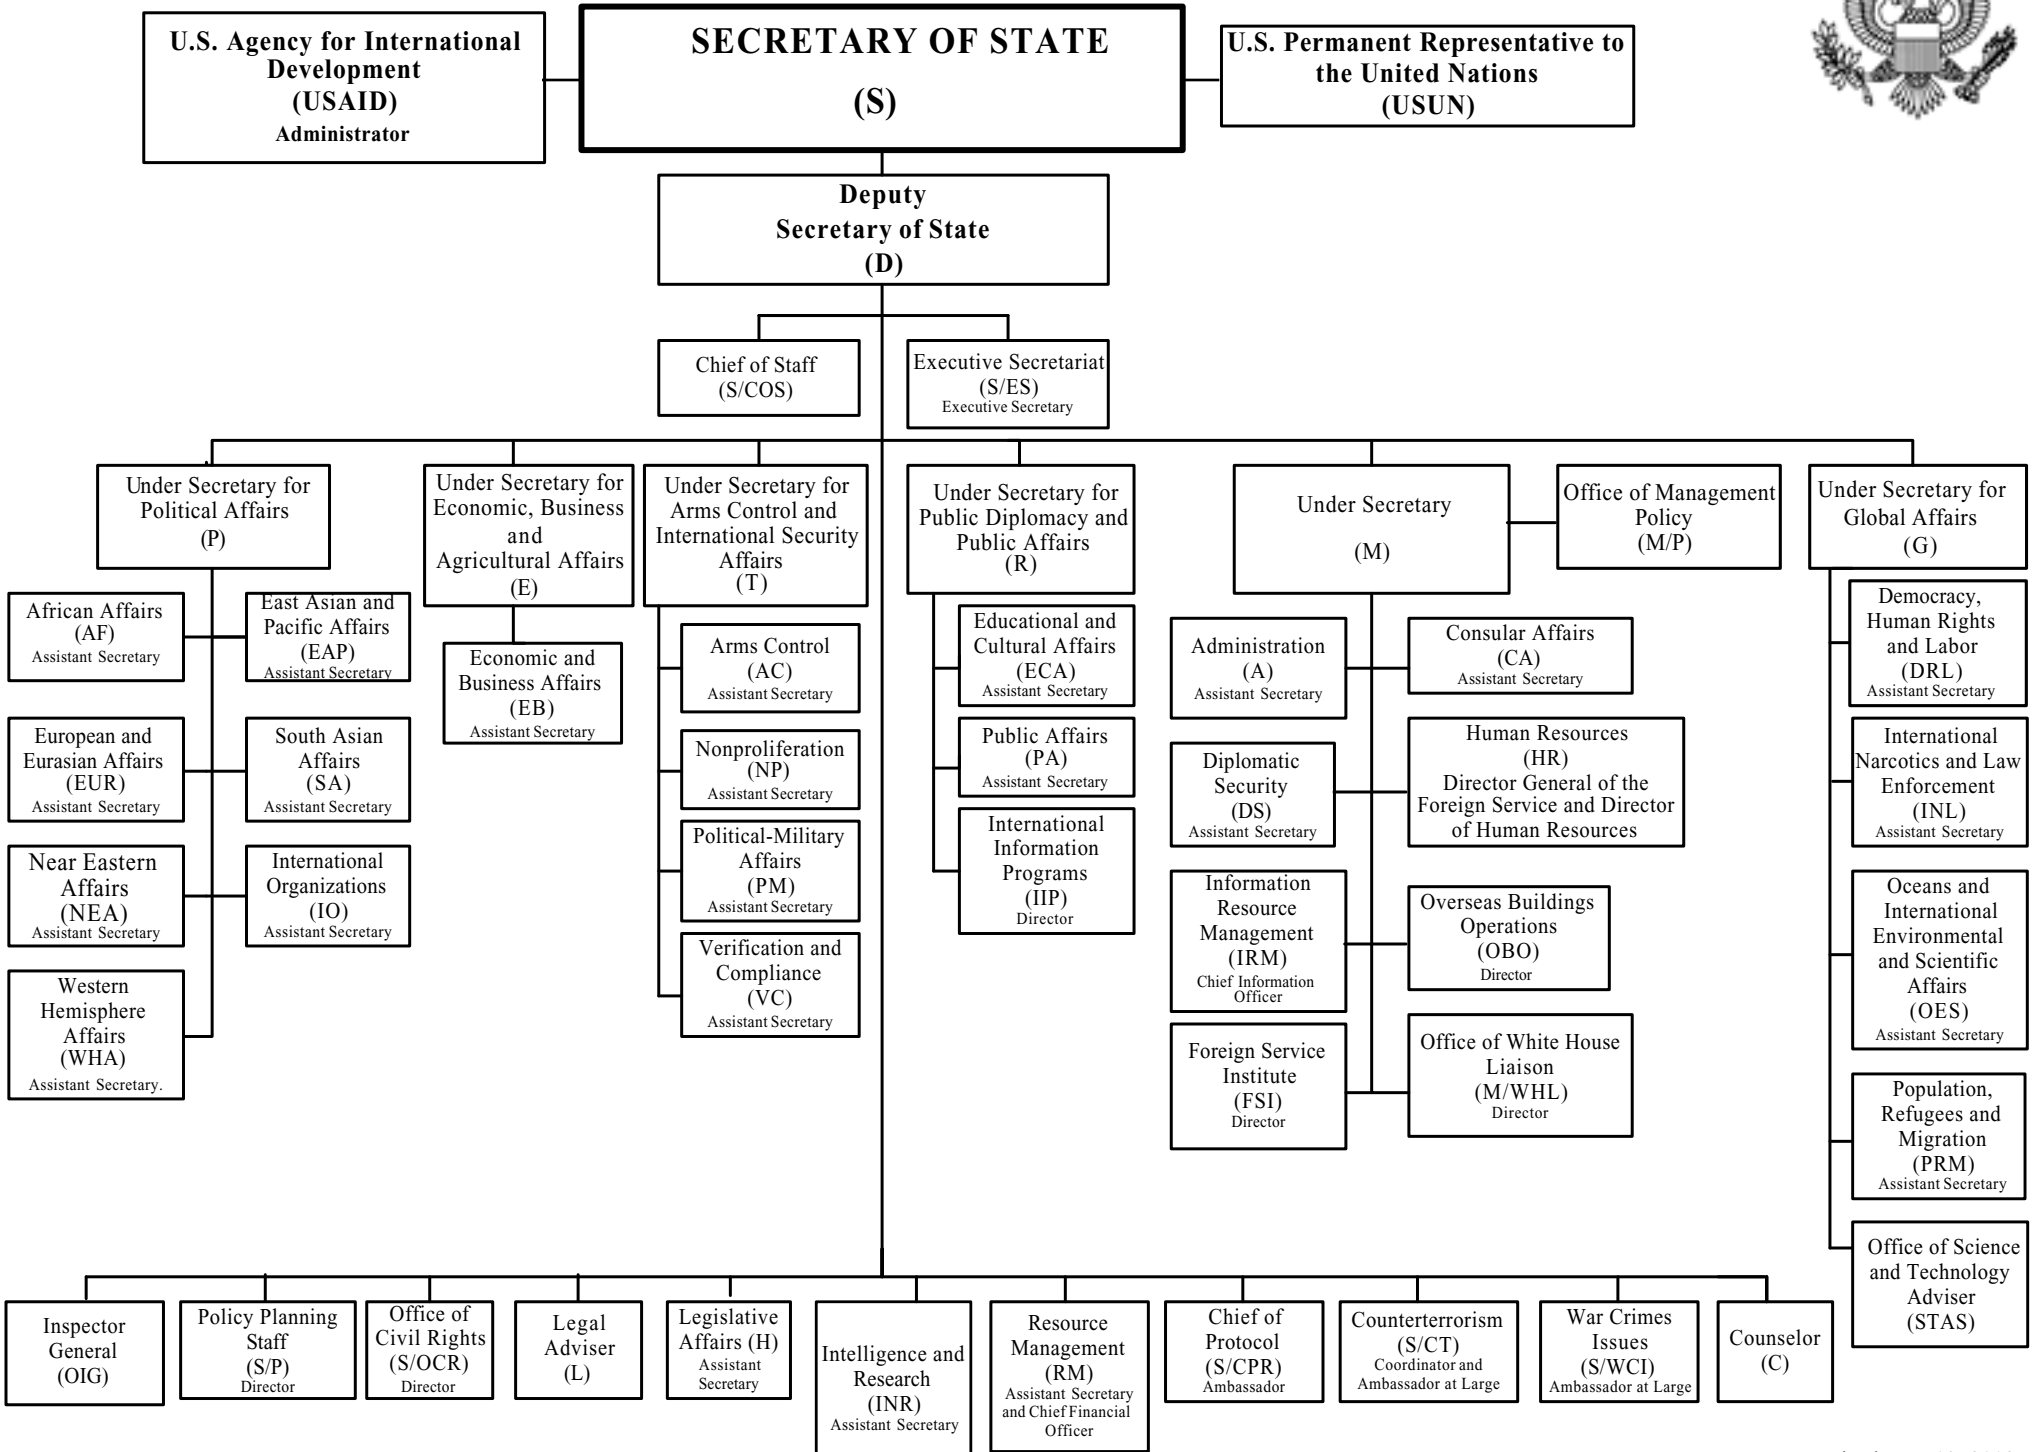 U.S. Agency for International
Development
(USAID)
Administrator
SECRETARY OF STATE
(S)
U.S. Permanent Representative to
the United Nations
(USUN)
Deputy
Secretary of State
(D)
Chief of Staff
(S/COS)
Executive Secretariat
(S/ES)
Executive Secretary
Under Secretary for
Political Affairs
(P)
African Affairs
(AF)
Assistant Secretary
East Asian and
Pacific Affairs
(EAP)
Assistant Secretary
European and
Eurasian Affairs
(EUR)
Assistant Secretary
South Asian
Affairs
(SA)
Assistant Secretary
Near Eastern
Affairs
(NEA)
Assistant Secretary
International
Organizations
(IO)
Assistant Secretary
Western
Hemisphere
Affairs
(WHA)
Assistant Secretary.
Under Secretary for
Economic, Business
and
Agricultural Affairs
(E)
Economic and
Business Affairs
(EB)
Assistant Secretary
Under Secretary for
Arms Control and
International Security
Affairs
(T)
Arms Control
(AC)
Assistant Secretary
Nonproliferation
(NP)
Assistant Secretary
Political-Military
Affairs
(PM)
Assistant Secretary
Verification and
Compliance
(VC)
Assistant Secretary
Under Secretary for
Public Diplomacy and
Public Affairs
(R)
Educational and
Cultural Affairs
(ECA)
Assistant Secretary
Public Affairs
(PA)
Assistant Secretary
International
Information
Programs
(IIP)
Director
Under Secretary
(M)
Office of Management
Policy
(M/P)
Administration
(A)
Assistant Secretary
Consular Affairs
(CA)
Assistant Secretary
Diplomatic
Security
(DS)
Assistant Secretary
Human Resources
(HR)
Director General of the
Foreign Service and Director
of Human Resources
Information
Resource
Management
(IRM)
Chief Information
Officer
Overseas Buildings
Operations
(OBO)
Director
Foreign Service
Institute
(FSI)
Director
Office of White House
Liaison
(M/WHL)
Director
Under Secretary for
Global Affairs
(G)
Democracy,
Human Rights
and Labor
(DRL)
Assistant Secretary
International
Narcotics and Law
Enforcement
(INL)
Assistant Secretary
Oceans and
International
Environmental
and Scientific
Affairs
(OES)
Assistant Secretary
Population,
Refugees and
Migration
(PRM)
Assistant Secretary
Office of Science
and Technology
Adviser
(STAS)
Inspector
General
(OIG)
Policy Planning
Staff
(S/P)
Director
Office of
Civil Rights
(S/OCR)
Director
Legal
Adviser
(L)
Legislative
Affairs (H)
Assistant
Secretary
Intelligence and
Research
(INR)
Assistant Secretary
Resource
Management
(RM)
Assistant Secretary
and Chief Financial
Officer
Chief of
Protocol
(S/CPR)
Ambassador
Counterterrorism
(S/CT)
Coordinator and
Ambassador at Large
War Crimes
Issues
(S/WCI)
Ambassador at Large
Counselor
(C)